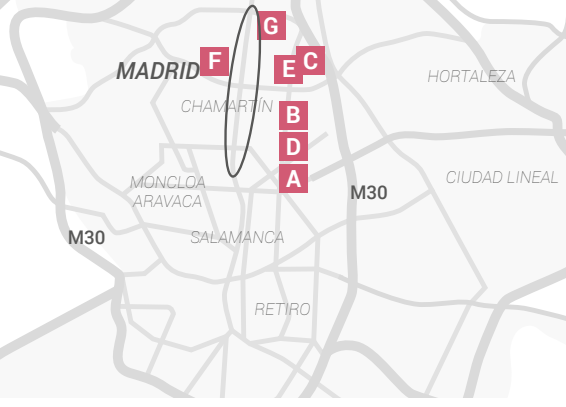 G
F
MADRID
E
C
HORTALEZA
CHAMARTÍN
B
D
A
CIUDAD LINEAL
MONCLOA
ARAVACA
M30
M30
SALAMANCA
RETIRO